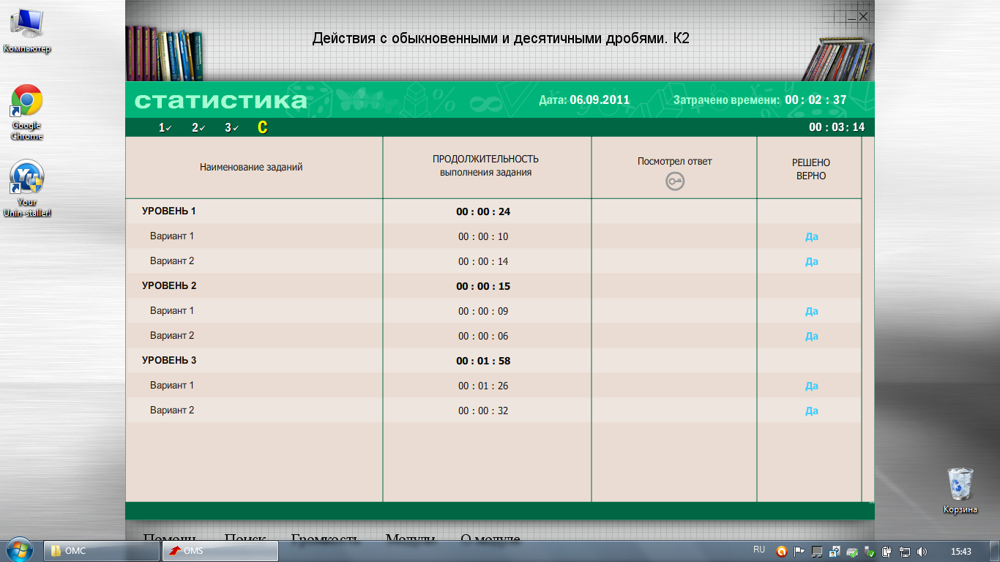 Компьютер
Google
Chrome
Your
Unin-staller!
Действия с обыкновенными и десятичными дробями. К2
статистика
Дата: 06.09.2011
Затрачено времени: 00 : 02 : 37
1✓ 2✓ 3✓ С
00 : 03 : 14
Наименование заданий
ПРОДОЛЖИТЕЛЬНОСТЬ
выполнения задания
Посмотрел ответ
РЕШЕНО
ВЕРНО
УРОВЕНЬ 1 00 : 00 : 24
Вариант 1 00 : 00 : 10 Да
Вариант 2 00 : 00 : 14 Да
УРОВЕНЬ 2 00 : 00 : 15
Вариант 1 00 : 00 : 09 Да
Вариант 2 00 : 00 : 06 Да
УРОВЕНЬ 3 00 : 01 : 58
Вариант 1 00 : 01 : 26 Да
Вариант 2 00 : 00 : 32 Да
Корзина
Помощь Поиск Громкость Модули О модуле
ОМС
OMS
RU
15:43